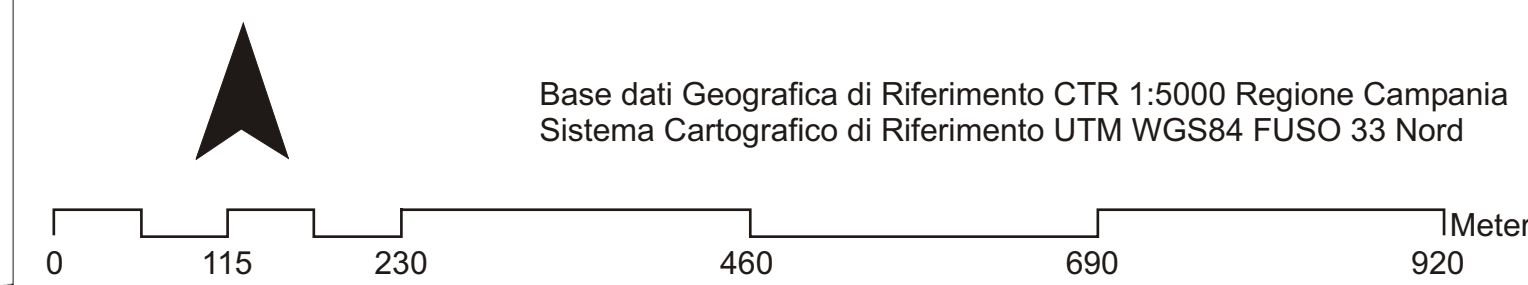 Base dati Geografica di Riferimento CTR 1:5000 Regione Campania
Sistema Cartografico di Riferimento UTM WGS84 FUSO 33 Nord
Meter
0 115 230 460 690 920